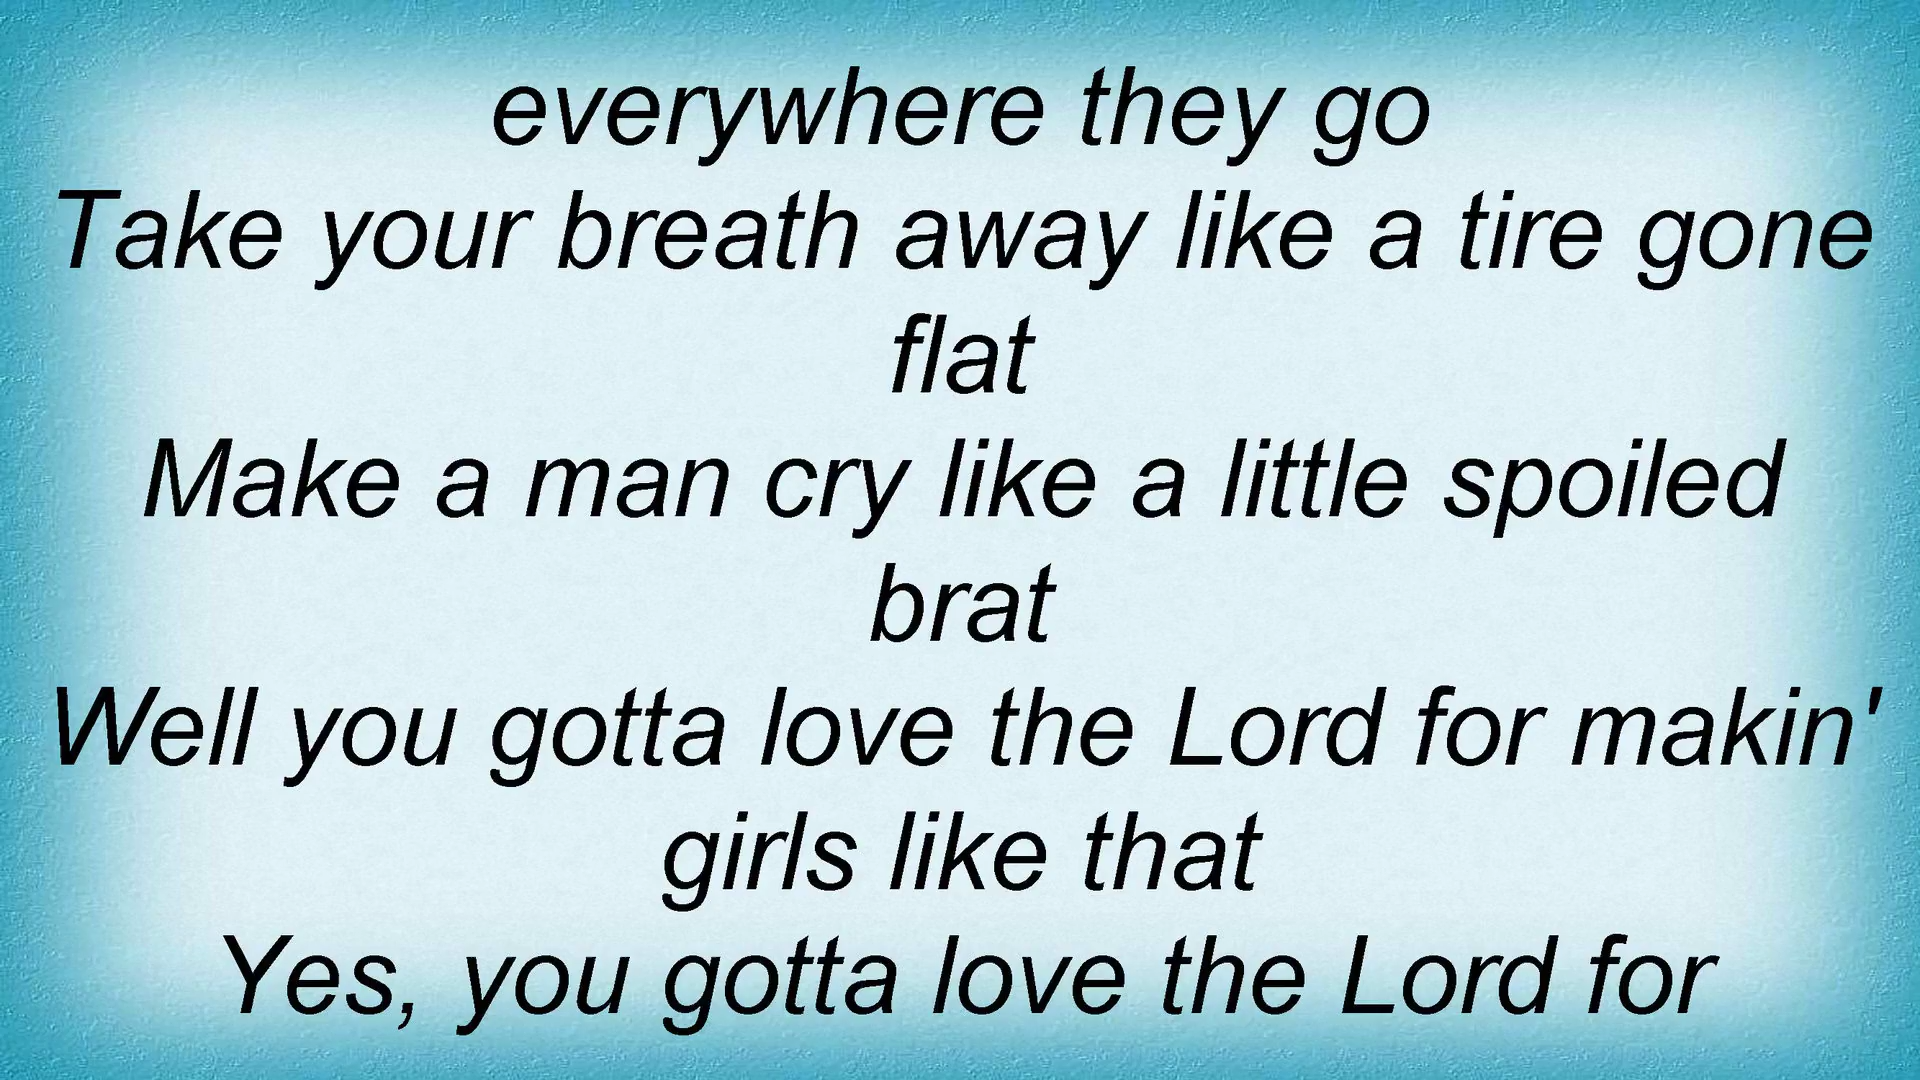 everywhere they go
Take your breath away like a tire gone
flat
Make a man cry like a little spoiled
brat
Well you gotta love the Lord for makin'
girls like that
Yes, you gotta love the Lord for